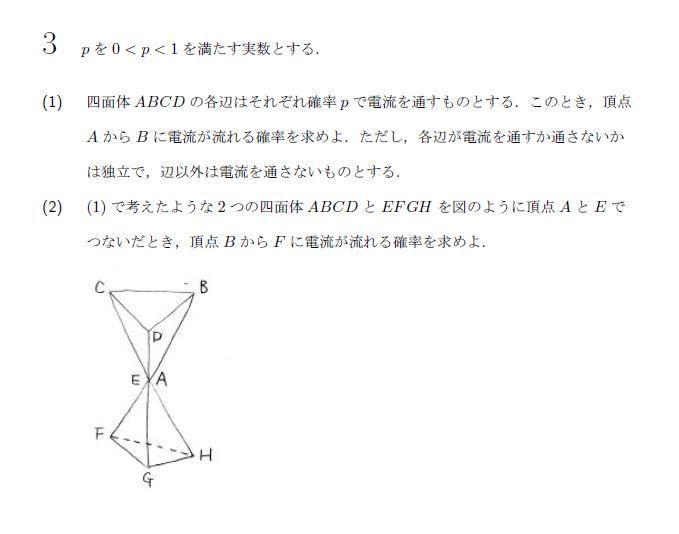 3 pを0 < p < 1を満たす実数とする．
(1) 四面体 ABCD の各辺はそれぞれ確率 p で電流を通すものとする．このとき，頂点
A から B に電流が流れる確率を求めよ．ただし，各辺が電流を通すか通さないか
は独立で，辺以外は電流を通さないものとする．
(2) (1) で考えたような 2 つの四面体 ABCD と EFGH を図のように頂点 A と E で
つないだとき，頂点 B から F に電流が流れる確率を求めよ．
C B
D
E A
F
H
G